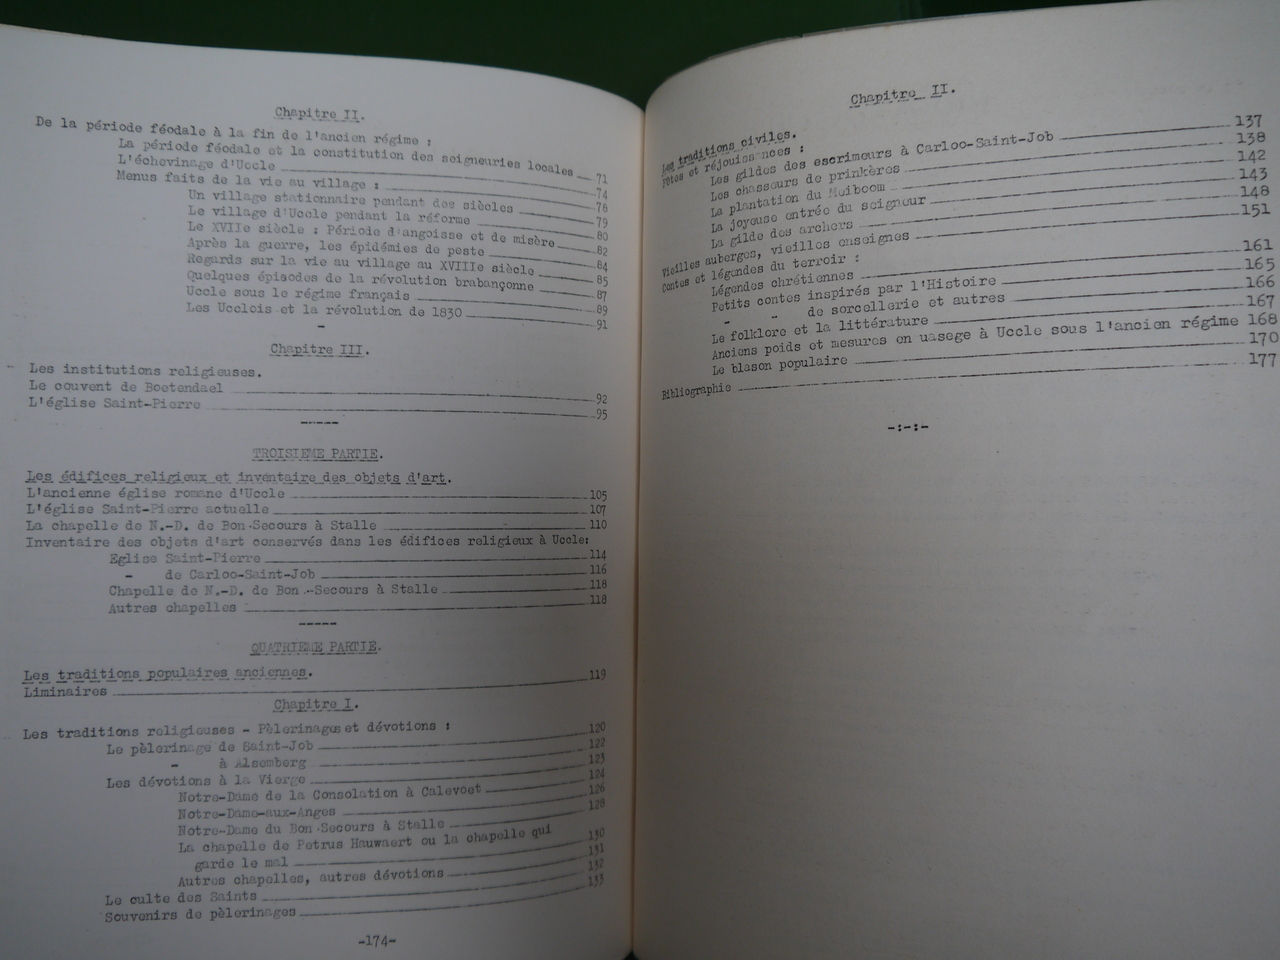 Chapitre II.
De la période féodale à la fin de l'ancien régime :
La période féodale et la constitution des seigneuries locales 71
L'échevinage d'Uccle 74
Menus faits de la vie au village : 78
Un village stationnaire pendant des siècles 79
Le village d'Uccle pendant la réforme 80
Le XVIIe siècle : Période d'angoisse et de misère 82
Après la guerre, les épidémies de peste 84
Regards sur la vie au village au XVIIIe siècle 85
Quelques épisodes de la révolution brabançonne 87
Uccle sous le régime français 89
Les Ucclois et la révolution de 1830 91
-
Chapitre III.
Les institutions religieuses.
Le couvent de Boetendael 92
L'église Saint-Pierre 95
-----
TROISIEME PARTIE.
Les édifices religieux et inventaire des objets d'art.
L'ancienne église romane d'Uccle 105
L'église Saint-Pierre actuelle 107
La chapelle de N.-D. de Bon-Secours à Stalle 110
Inventaire des objets d'art conservés dans les édifices religieux à Uccle:
Eglise Saint-Pierre 114
- de Carloo-Saint-Job 116
Chapelle de N.-D. de Bon-Secours à Stalle 118
Autres chapelles 118
-----
QUATRIEME PARTIE.
Les traditions populaires anciennes.
Liminaires 119
Chapitre I.
Les traditions religieuses - Pèlerinages et dévotions :
Le pèlerinage de Saint-Job 120
- à Alsemberg 122
Les dévotions à la Vierge 123
Notre-Dame de la Consolation à Calevoet 124
Notre-Dame-aux-Anges 126
Notre-Dame du Bon-Secours à Stalle 128
La chapelle de Petrus Hauwaert ou la chapelle qui
garde le mal 130
Autres chapelles, autres dévotions 131
Le culte des Saints 132
Souvenirs de pèlerinages 133
-174-
Chapitre II.
Les traditions civiles.
Fêtes et réjouissances :
Les gildes des escrimeurs à Carloo-Saint-Job 137
Les chasseurs de prinkères 138
La plantation du Meiboom 142
La joyeuse entrée du seigneur 143
La gilde des archers 148
Vieilles auberges, vieilles enseignes 151
Contes et légendes du terroir :
Légendes chrétiennes 161
Petits contes inspirés par l'Histoire 165
- - de sorcellerie et autres 166
Le folklore et la littérature 167
Anciens poids et mesures en uasege à Uccle sous l'ancien régime 168
Le blason populaire 170
Bibliographie 177
-:-:-